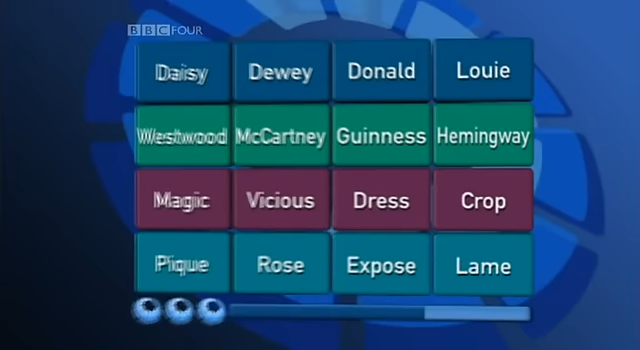 BBC FOUR
Daisy Dewey Donald Louie
Westwood McCartney Guinness Hemingway
Magic Vicious Dress Crop
Pique Rose Expose Lame